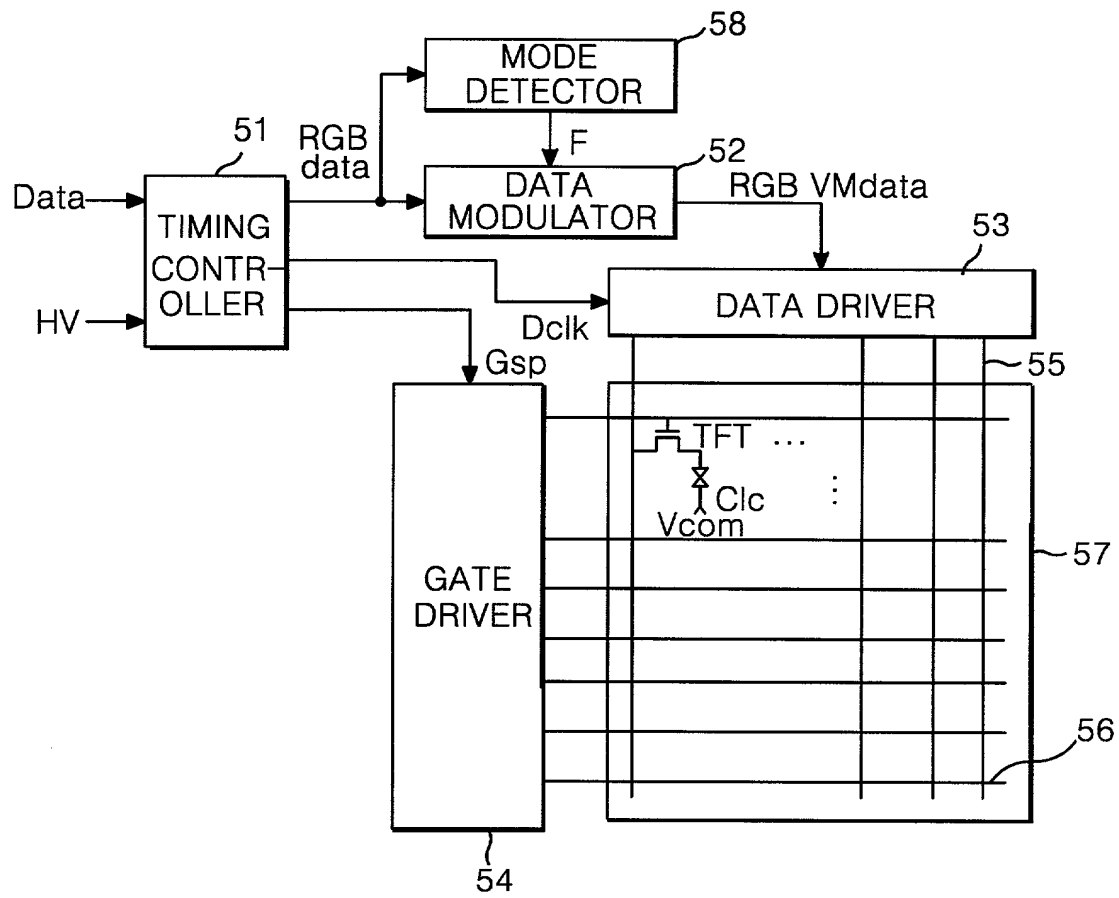 58
MODE
DETECTOR
51
RGB
data
F
52
DATA
MODULATOR
RGB VMdata
Data
TIMING
CONTR-
OLLER
HV
53
DATA DRIVER
Dclk
Gsp
55
TFT ...
Clc
Vcom
57
GATE
DRIVER
56
54